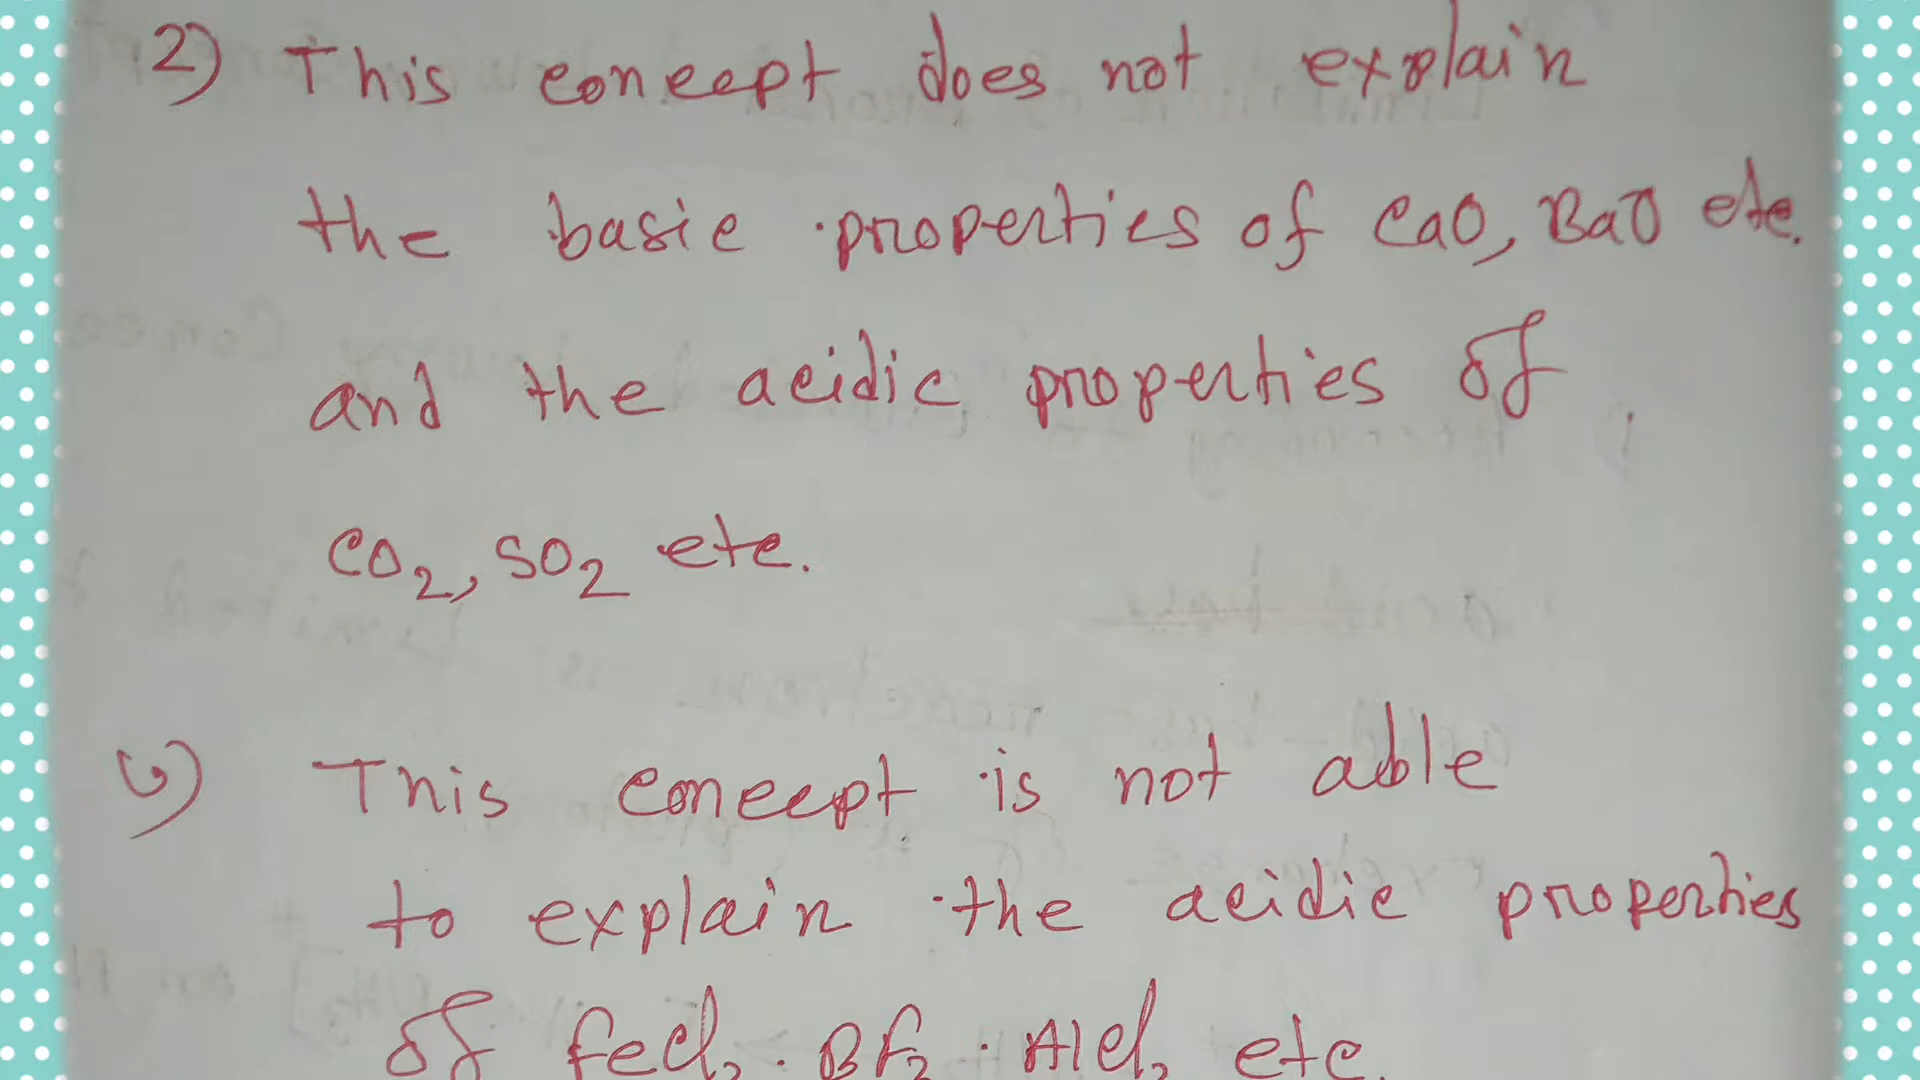 2) This concept does not explain
the basic properties of CaO, BaO etc.
and the acidic properties of
CO2, SO2 etc.
3) This concept is not able
to explain the acidic properties
of FeCl3, BF3, AlCl3 etc.